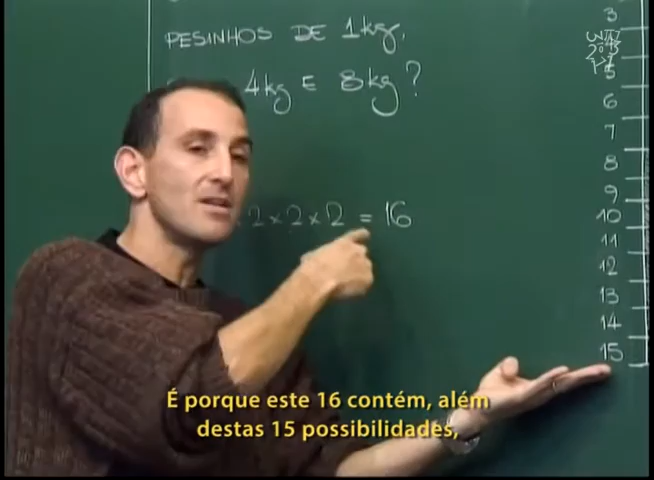 PESINHOS DE 1kg,
4kg E 8kg?
2 x 2 x 2 = 16
3
5
6
7
8
9
10
11
12
13
14
15
É porque este 16 contém, além
destas 15 possibilidades,